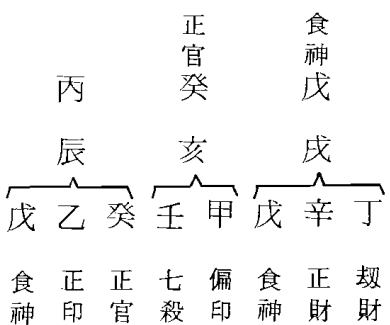 正官 食神
丙 癸 戊
辰 亥 戌
戊 乙 癸 壬 甲 戊 辛 丁
食神 正印 正官 七殺 偏印 食神 正財 刼財